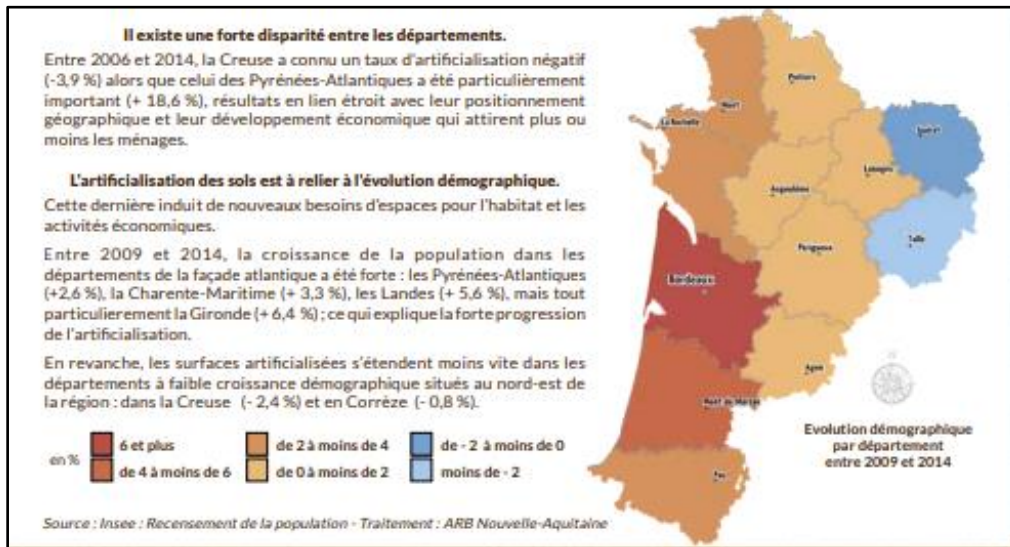 Il existe une forte disparité entre les départements.
Entre 2006 et 2014, la Creuse a connu un taux d'artificialisation négatif
(-3,9 %) alors que celui des Pyrénées-Atlantiques a été particulièrement
important (+ 18,6 %), résultats en lien étroit avec leur positionnement
géographique et leur développement économique qui attirent plus ou
moins les ménages.
L'artificialisation des sols est à relier à l'évolution démographique.
Cette dernière induit de nouveaux besoins d'espaces pour l'habitat et les
activités économiques.
Entre 2009 et 2014, la croissance de la population dans les
départements de la façade atlantique a été forte : les Pyrénées-Atlantiques
(+2,6 %), la Charente-Maritime (+ 3,3 %), les Landes (+ 5,6 %), mais tout
particulierement la Gironde (+ 6,4 %) ; ce qui explique la forte progression
de l'artificialisation.
En revanche, les surfaces artificialisées s'étendent moins vite dans les
départements à faible croissance démographique situés au nord-est de
la région : dans la Creuse (- 2,4 %) et en Corrèze (- 0,8 %).
en %
6 et plus
de 4 à moins de 6
de 2 à moins de 4
de 0 à moins de 2
de - 2 à moins de 0
moins de - 2
Source : Insee : Recensement de la population - Traitement : ARB Nouvelle-Aquitaine
Poitiers
Niort
La Rochelle
Guéret
Limoges
Angoulême
Tulle
Périgueux
Bordeaux
Agen
Mont de Marsan
Pau
Evolution démographique
par département
entre 2009 et 2014